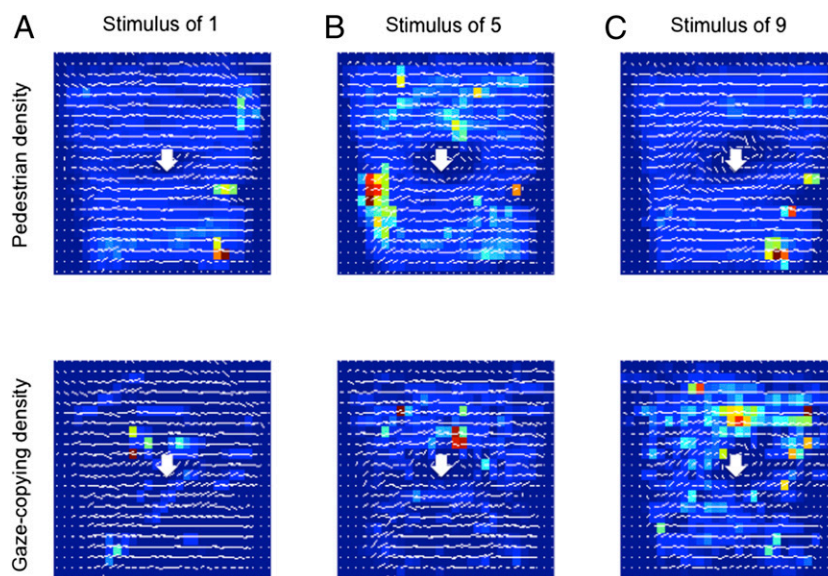 A Stimulus of 1 B Stimulus of 5 C Stimulus of 9
Pedestrian density
Gaze-copying density